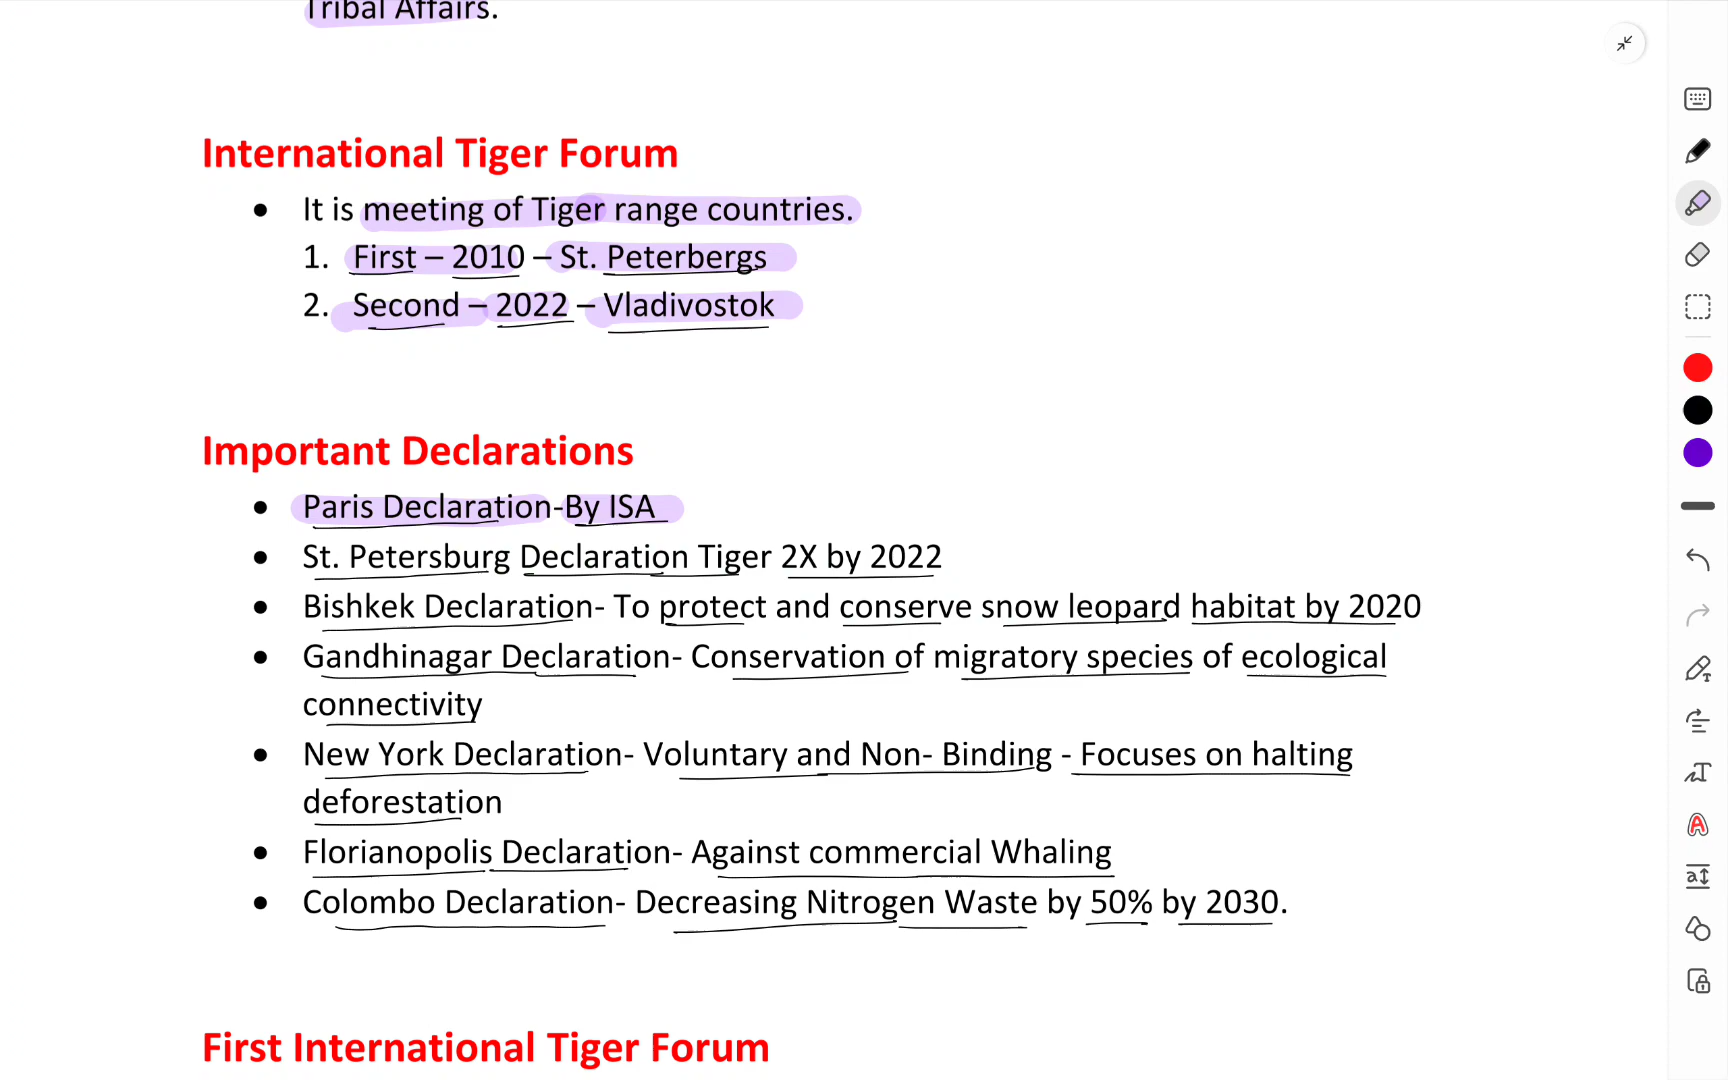 Tribal Affairs.
International Tiger Forum
• It is meeting of Tiger range countries.
1. First – 2010 – St. Peterbergs
2. Second – 2022 – Vladivostok
Important Declarations
• Paris Declaration-By ISA
• St. Petersburg Declaration Tiger 2X by 2022
• Bishkek Declaration- To protect and conserve snow leopard habitat by 2020
• Gandhinagar Declaration- Conservation of migratory species of ecological
connectivity
• New York Declaration- Voluntary and Non- Binding - Focuses on halting
deforestation
• Florianopolis Declaration- Against commercial Whaling
• Colombo Declaration- Decreasing Nitrogen Waste by 50% by 2030.
First International Tiger Forum